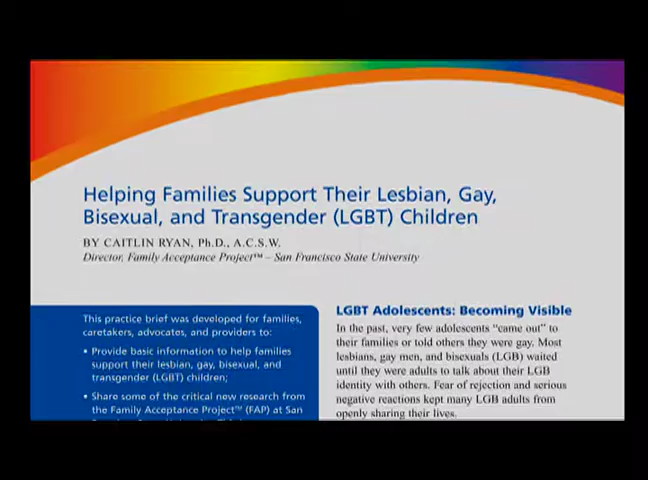 Helping Families Support Their Lesbian, Gay,
Bisexual, and Transgender (LGBT) Children
BY CAITLIN RYAN, Ph.D., A.C.S.W.
Director, Family Acceptance Project™ – San Francisco State University
This practice brief was developed for families,
caretakers, advocates, and providers to:
• Provide basic information to help families
support their lesbian, gay, bisexual, and
transgender (LGBT) children;
• Share some of the critical new research from
the Family Acceptance Project™ (FAP) at San
LGBT Adolescents: Becoming Visible
In the past, very few adolescents “came out” to
their families or told others they were gay. Most
lesbians, gay men, and bisexuals (LGB) waited
until they were adults to talk about their LGB
identity with others. Fear of rejection and serious
negative reactions kept many LGB adults from
openly sharing their lives.